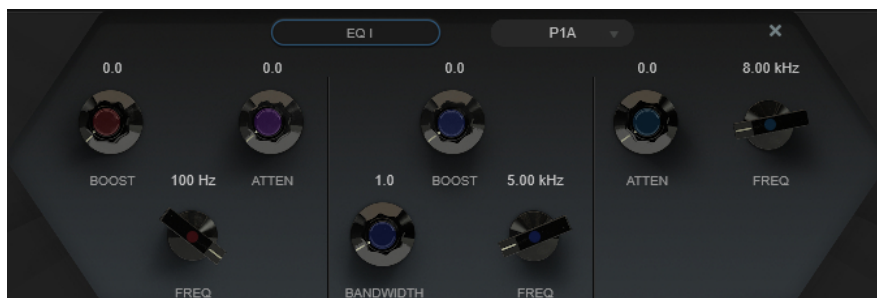 EQ I P1A
0.0 0.0 0.0 0.0 8.00 kHz
BOOST 100 Hz ATTEN 1.0 BOOST 5.00 kHz ATTEN FREQ
FREQ BANDWIDTH FREQ